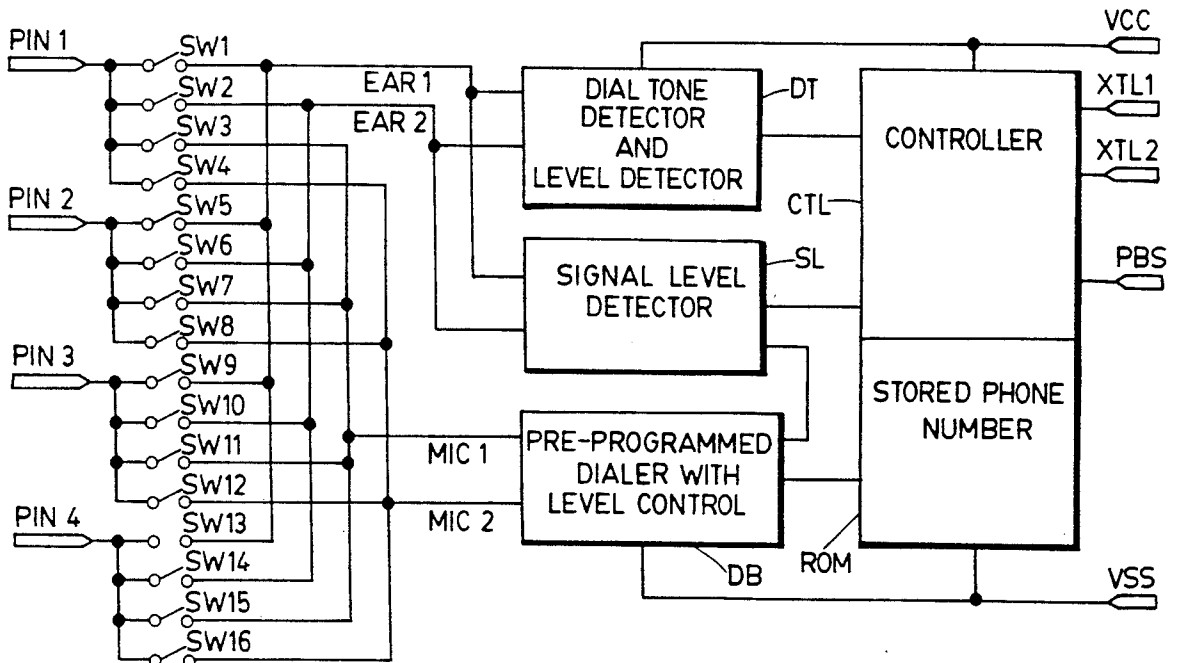 PIN 1
SW1
SW2
SW3
SW4
PIN 2
SW5
SW6
SW7
SW8
PIN 3
SW9
SW10
SW11
SW12
PIN 4
SW13
SW14
SW15
SW16
EAR 1
EAR 2
MIC 1
MIC 2
DIAL TONE
DETECTOR
AND
LEVEL DETECTOR
DT
SIGNAL LEVEL
DETECTOR
SL
PRE-PROGRAMMED
DIALER WITH
LEVEL CONTROL
DB
CONTROLLER
CTL
STORED PHONE
NUMBER
ROM
VCC
XTL1
XTL2
PBS
VSS